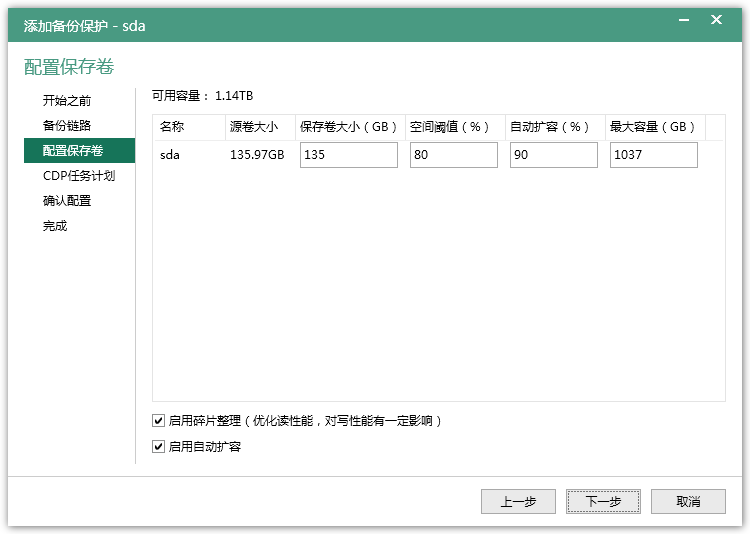 添加备份保护 - sda
配置保存卷
开始之前
备份链路
配置保存卷
CDP任务计划
确认配置
完成
可用容量： 1.14TB
名称 源卷大小 保存卷大小（GB） 空间阈值（%） 自动扩容（%） 最大容量（GB）
sda 135.97GB 135 80 90 1037
启用碎片整理（优化读性能，对写性能有一定影响）
启用自动扩容
上一步 下一步 取消